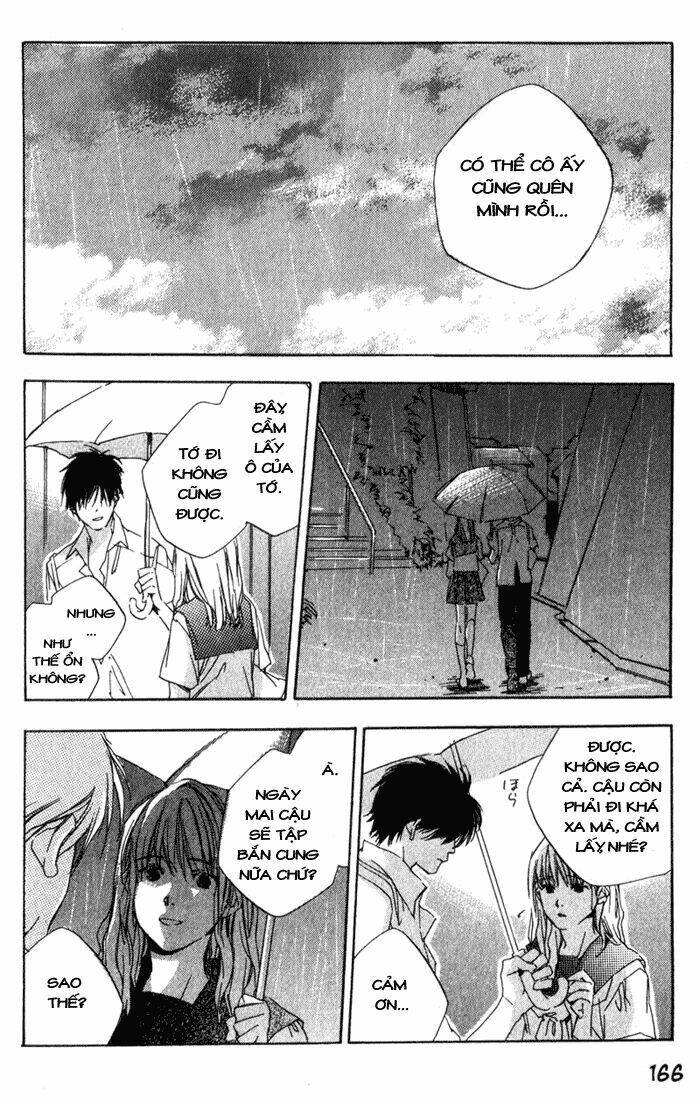 CÓ THỂ CÔ ẤY
CŨNG QUÊN
MÌNH RỒI...
ĐÂY,
CẦM
LẤY
Ô CỦA
TỚ.
TỚ ĐI
KHÔNG
CŨNG
ĐƯỢC.
NHƯNG
...
NHƯ
THẾ ỔN
KHÔNG?
ĐƯỢC.
KHÔNG SAO
CẢ. CẬU CÒN
PHẢI ĐI KHÁ
XA MÀ, CẦM
LẤY, NHÉ?
ほら
CẢM
ƠN...
À.
NGÀY
MAI CẬU
SẼ TẬP
BẮN CUNG
NỮA CHỨ?
SAO
THẾ?
166